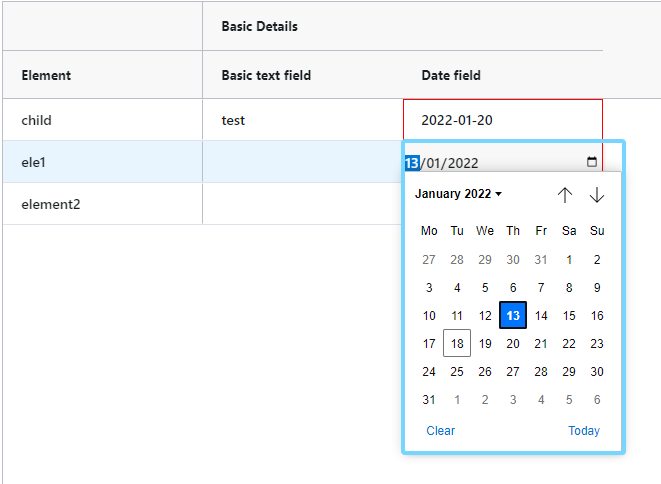 Basic Details
Element Basic text field Date field
child test 2022-01-20
ele1 13/01/2022
element2
January 2022
Mo Tu We Th Fr Sa Su
27 28 29 30 31 1 2
3 4 5 6 7 8 9
10 11 12 13 14 15 16
17 18 19 20 21 22 23
24 25 26 27 28 29 30
31 1 2 3 4 5 6
Clear Today